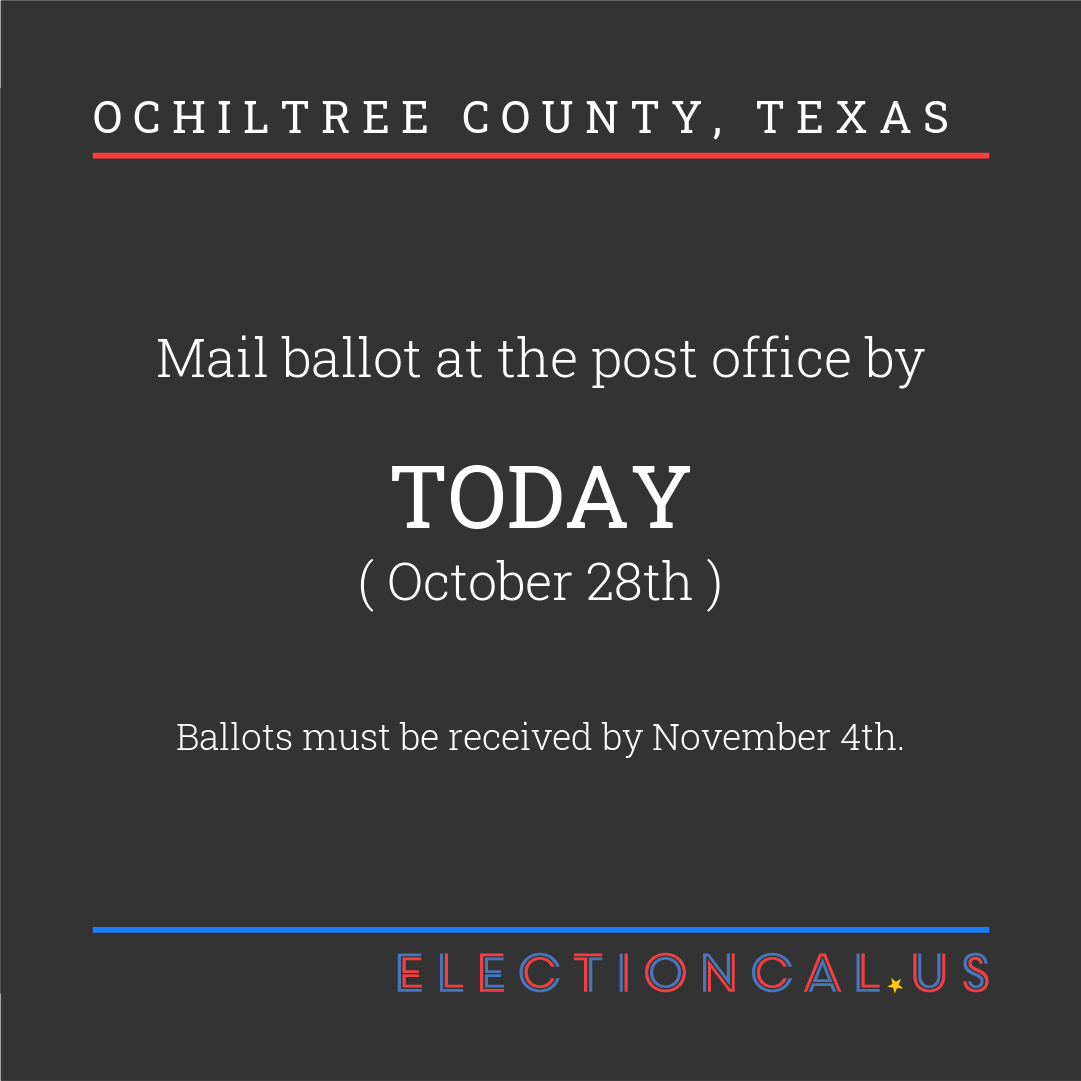 OCHILTREE COUNTY, TEXAS
Mail ballot at the post office by
TODAY
( October 28th )
Ballots must be received by November 4th.
ELECTIONCAL.US